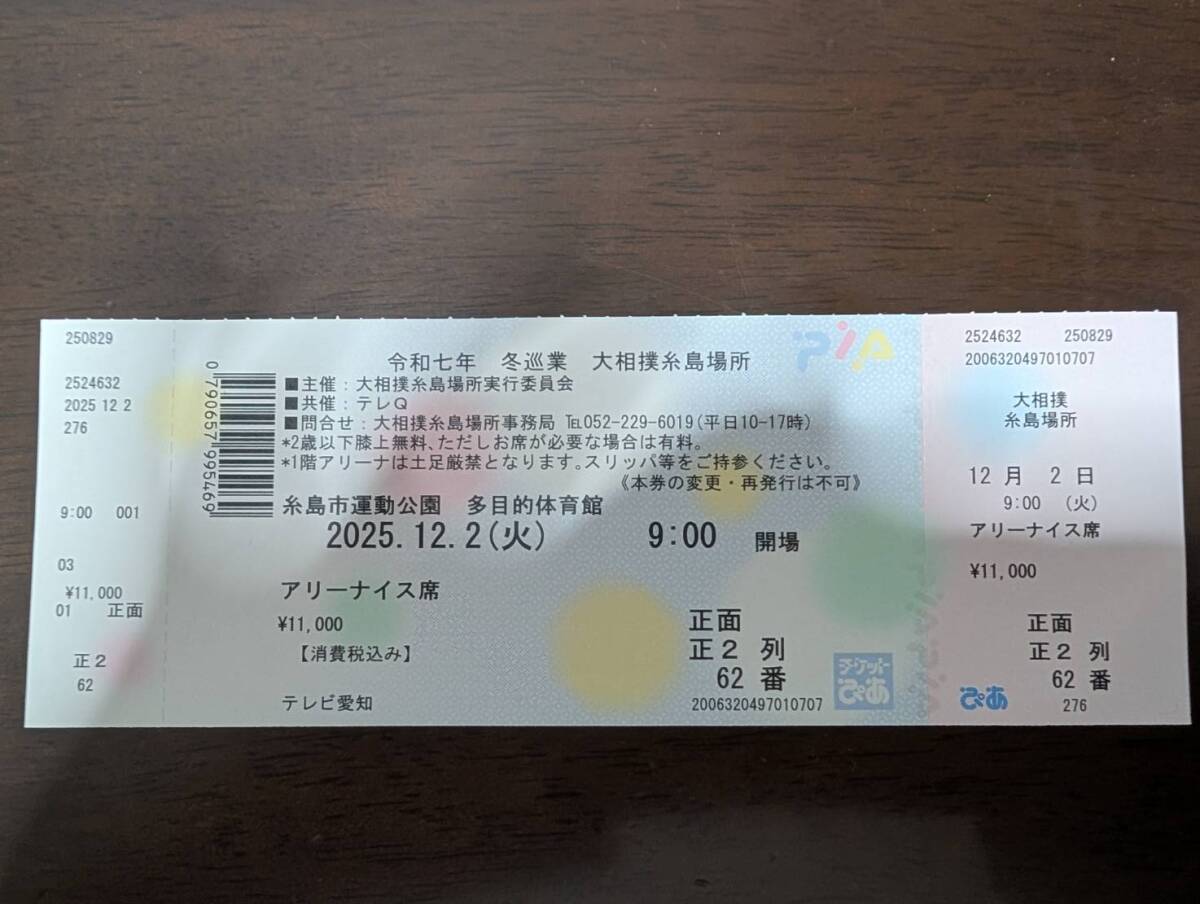 250829
2524632
2025 12 2
276
9:00 001
03
¥11,000
01 正面
正2
62
0790657995469
PIA
令和七年 冬巡業 大相撲糸島場所
■主催：大相撲糸島場所実行委員会
■共催：テレQ
■問合せ：大相撲糸島場所事務局 ℡052-229-6019(平日10-17時)
*2歳以下膝上無料、ただしお席が必要な場合は有料。
*1階アリーナは土足厳禁となります。スリッパ等をご持参ください。
《本券の変更・再発行は不可》
糸島市運動公園 多目的体育館
2025.12.2(火) 9:00 開場
アリーナイス席
¥11,000
【消費税込み】
正面
正2 列
62 番
テレビ愛知
2006320497010707
チケットぴあ
2524632 250829
2006320497010707
大相撲
糸島場所
12月 2日
9:00 (火)
アリーナイス席
¥11,000
正面
正2 列
62 番
ぴあ
276